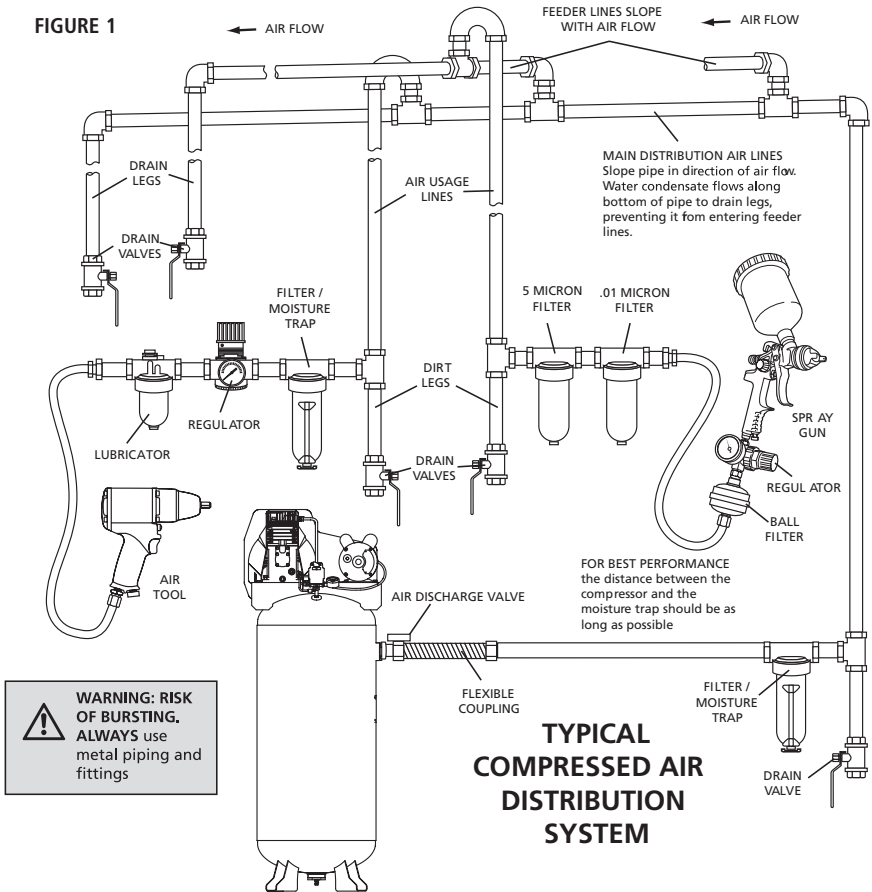 FIGURE 1
AIR FLOW
FEEDER LINES SLOPE
WITH AIR FLOW
AIR FLOW
MAIN DISTRIBUTION AIR LINES
Slope pipe in direction of air flow.
Water condensate flows along
bottom of pipe to drain legs,
preventing it fom entering feeder
lines.
DRAIN
LEGS
AIR USAGE
LINES
DRAIN
VALVES
FILTER /
MOISTURE
TRAP
5 MICRON
FILTER
.01 MICRON
FILTER
DIRT
LEGS
LUBRICATOR
REGULATOR
SPR AY
GUN
DRAIN
VALVES
REGUL ATOR
BALL
FILTER
AIR
TOOL
FOR BEST PERFORMANCE
the distance between the
compressor and the
moisture trap should be as
long as possible
AIR DISCHARGE VALVE
FLEXIBLE
COUPLING
FILTER /
MOISTURE
TRAP
WARNING: RISK
OF BURSTING.
ALWAYS use
metal piping and
fittings
TYPICAL
COMPRESSED AIR
DISTRIBUTION
SYSTEM
DRAIN
VALVE